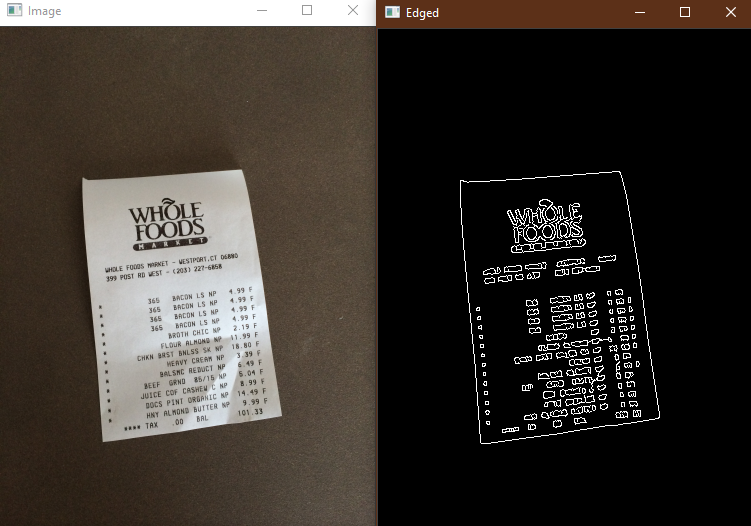 Image
Edged
WHOLE
FOODS
MARKET
WHOLE FOODS MARKET - WESTPORT,CT 06880
399 POST RD WEST - (203) 227-6858
365 BACON LS NP 4.99 F
365 BACON LS NP 4.99 F
365 BACON LS NP 4.99 F
365 BACON LS NP 4.99 F
BROTH CHIC NP 2.19 F
FLOUR ALMOND NP 11.99 F
CHKN BRST BNLSS SK NP 18.80 F
HEAVY CREAM NP 3.39 F
BALSMC REDUCT NP 6.49 F
BEEF GRND 85/15 NP 5.04 F
JUICE COF CASHEW C NP 8.99 F
DOCS PINT ORGANIC NP 14.49 F
HNY ALMOND BUTTER NP 9.99 F
**** TAX .00 BAL 101.33
WHOLE
FOODS